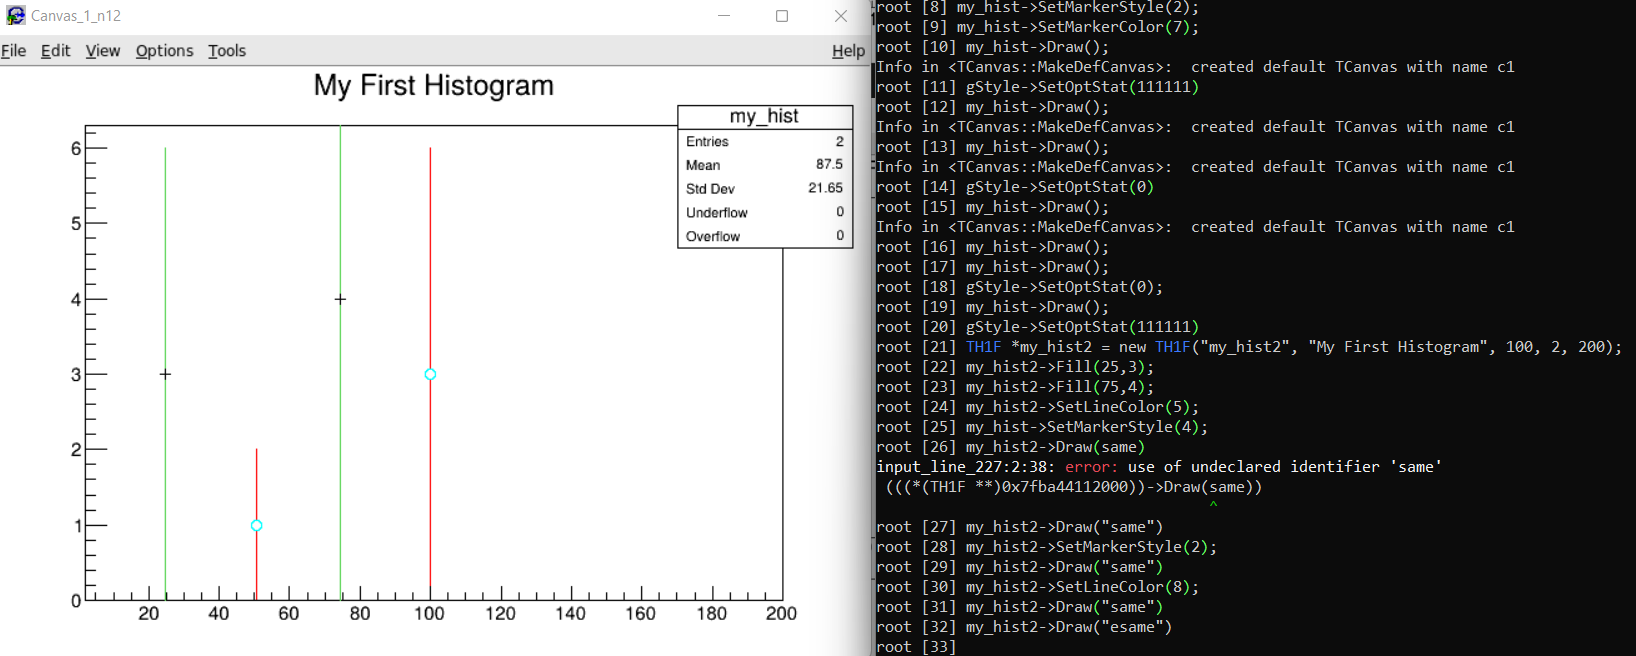 Canvas_1_n12
File Edit View Options Tools Help
My First Histogram
my_hist
Entries 2
Mean 87.5
Std Dev 21.65
Underflow 0
Overflow 0
6
5
4
3
2
1
0
20 40 60 80 100 120 140 160 180 200
root [8] my_hist->SetMarkerStyle(2);
root [9] my_hist->SetMarkerColor(7);
root [10] my_hist->Draw();
Info in <TCanvas::MakeDefCanvas>:  created default TCanvas with name c1
root [11] gStyle->SetOptStat(111111)
root [12] my_hist->Draw();
Info in <TCanvas::MakeDefCanvas>:  created default TCanvas with name c1
root [13] my_hist->Draw();
Info in <TCanvas::MakeDefCanvas>:  created default TCanvas with name c1
root [14] gStyle->SetOptStat(0)
root [15] my_hist->Draw();
Info in <TCanvas::MakeDefCanvas>:  created default TCanvas with name c1
root [16] my_hist->Draw();
root [17] my_hist->Draw();
root [18] gStyle->SetOptStat(0);
root [19] my_hist->Draw();
root [20] gStyle->SetOptStat(111111)
root [21] TH1F *my_hist2 = new TH1F("my_hist2", "My First Histogram", 100, 2, 200);
root [22] my_hist2->Fill(25,3);
root [23] my_hist2->Fill(75,4);
root [24] my_hist2->SetLineColor(5);
root [25] my_hist->SetMarkerStyle(4);
root [26] my_hist2->Draw(same)
input_line_227:2:38: error: use of undeclared identifier 'same'
 (((*(TH1F **)0x7fba44112000))->Draw(same))
^
root [27] my_hist2->Draw("same")
root [28] my_hist2->SetMarkerStyle(2);
root [29] my_hist2->Draw("same")
root [30] my_hist2->SetLineColor(8);
root [31] my_hist2->Draw("same")
root [32] my_hist2->Draw("esame")
root [33]